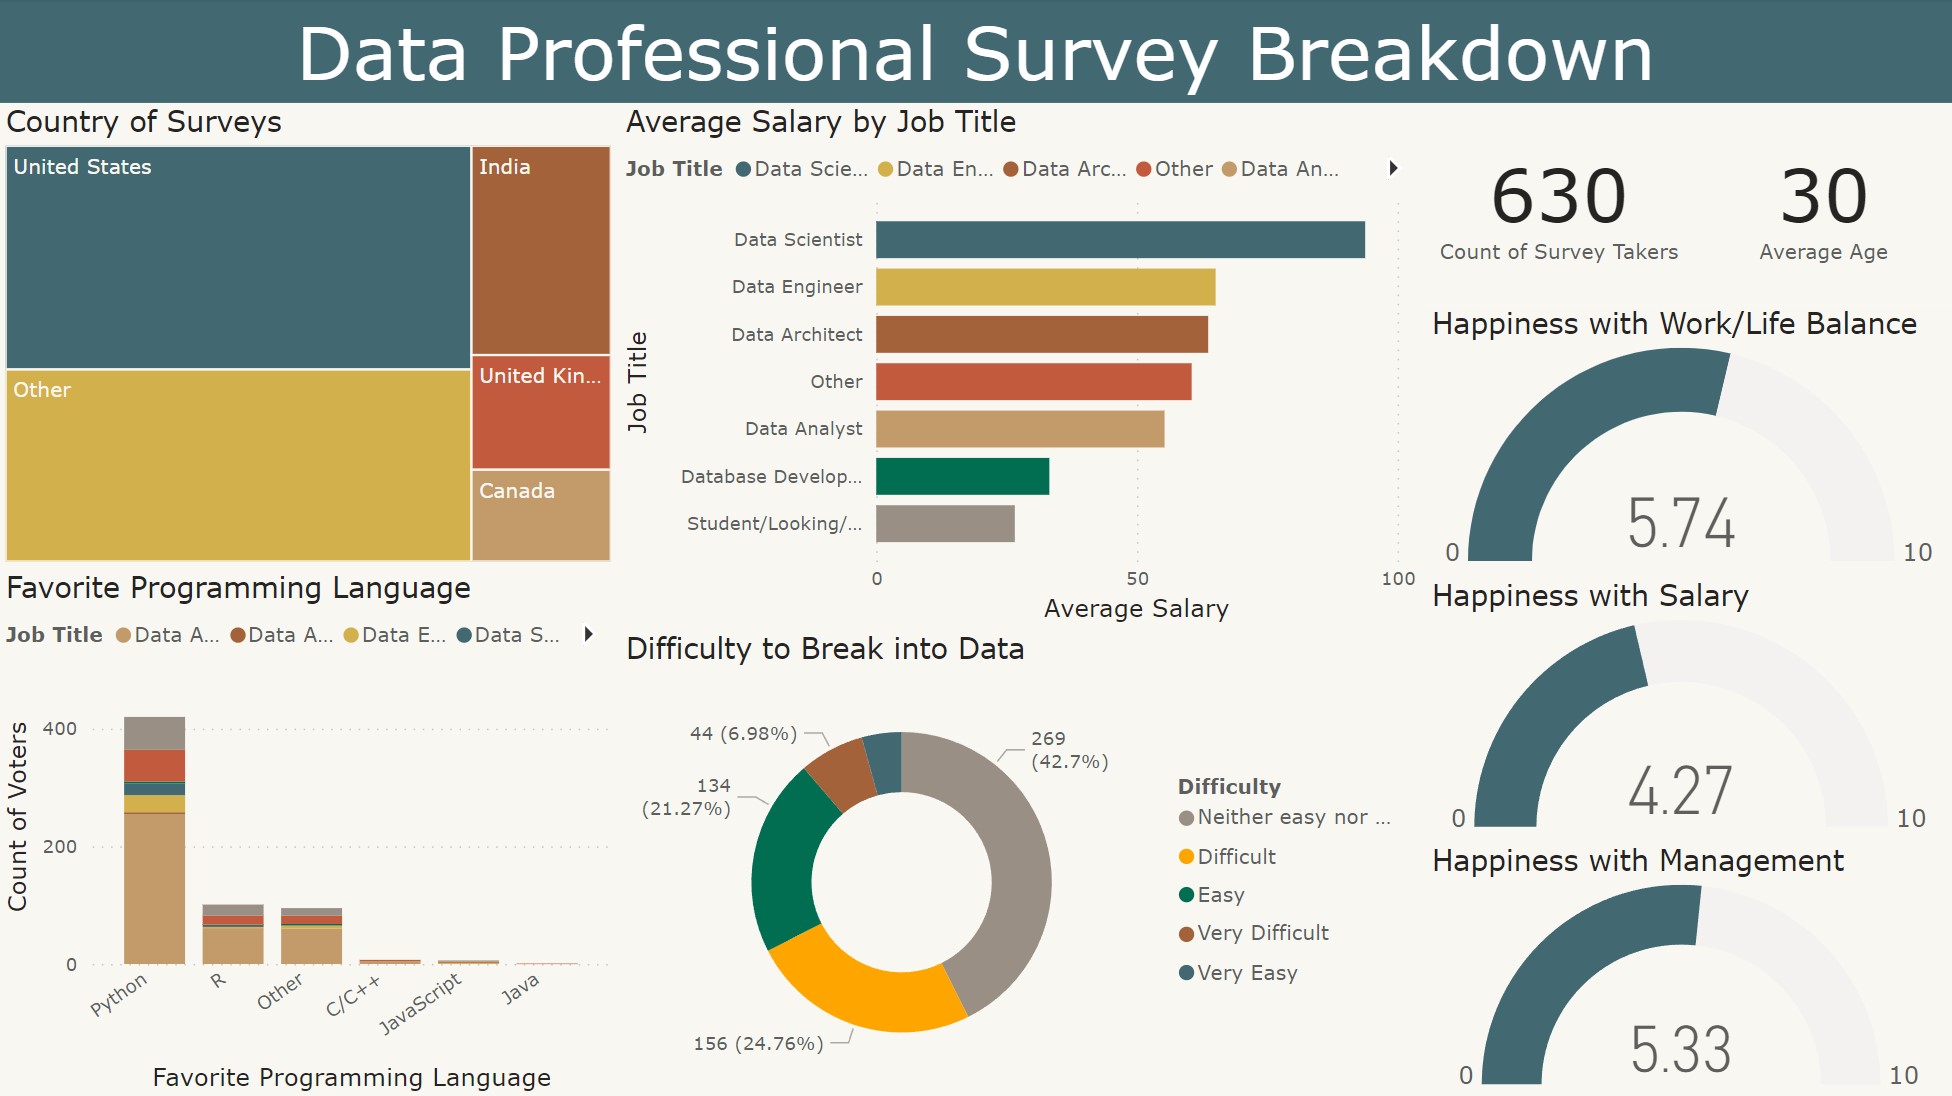 Data Professional Survey Breakdown
Country of Surveys
United States
India
Other
United Kin...
Canada
Average Salary by Job Title
Job Title Data Scie... Data En... Data Arc... Other Data An...
Job Title
Data Scientist
Data Engineer
Data Architect
Other
Data Analyst
Database Develop...
Student/Looking/...
0 50 100
Average Salary
630
Count of Survey Takers
30
Average Age
Happiness with Work/Life Balance
5.74
0 10
Happiness with Salary
4.27
0 10
Happiness with Management
5.33
0 10
Favorite Programming Language
Job Title Data A... Data A... Data E... Data S...
Count of Voters
400
200
0
Python R Other C/C++ JavaScript Java
Favorite Programming Language
Difficulty to Break into Data
44 (6.98%)
269
(42.7%)
134
(21.27%)
156 (24.76%)
Difficulty
Neither easy nor ...
Difficult
Easy
Very Difficult
Very Easy